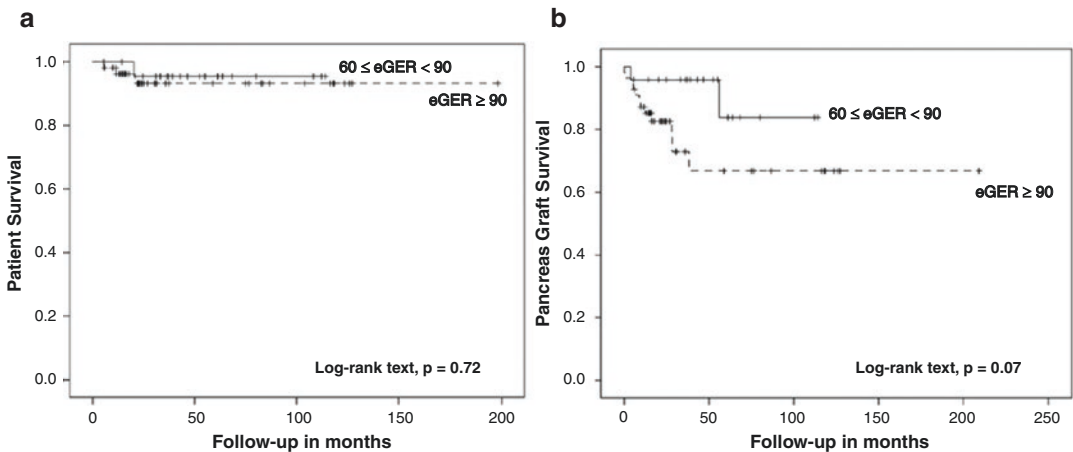 a
1.0
0.8
0.6
0.4
0.2
0.0
Patient Survival
60 ≤ eGER < 90
eGER ≥ 90
Log-rank text, p = 0.72
0 50 100 150 200
Follow-up in months
b
1.0
0.8
0.6
0.4
0.2
0.0
Pancreas Graft Survival
60 ≤ eGER < 90
eGER ≥ 90
Log-rank text, p = 0.07
0 50 100 150 200 250
Follow-up in months